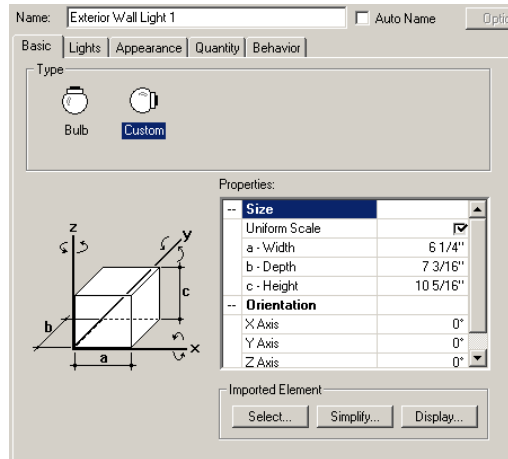 Name: Exterior Wall Light 1 Auto Name
Basic Lights Appearance Quantity Behavior
Type
Bulb Custom
Properties:
-- Size
Uniform Scale
a - Width 6 1/4"
b - Depth 7 3/16"
c - Height 10 5/16"
-- Orientation
X Axis 0°
Y Axis 0°
Z Axis 0°
z
y
c
b
x
a
Imported Element
Select... Simplify... Display...